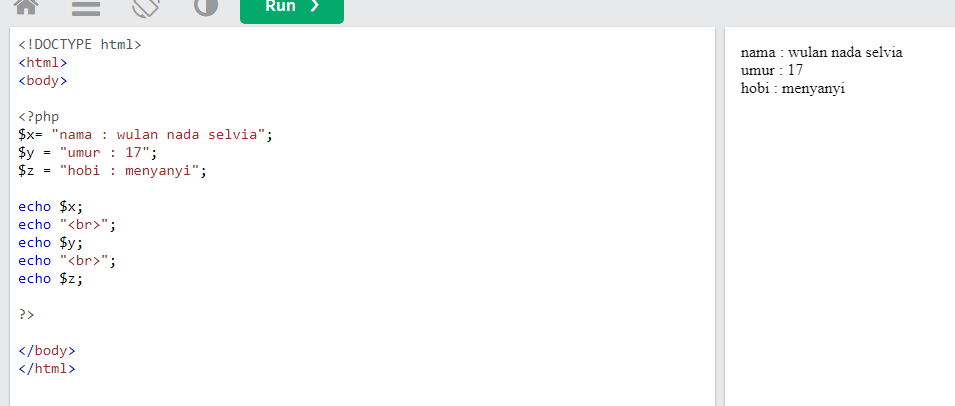 Run ❯
<!DOCTYPE html>
<html>
<body>
<?php
$x= "nama : wulan nada selvia";
$y = "umur : 17";
$z = "hobi : menyanyi";
echo $x;
echo "<br>";
echo $y;
echo "<br>";
echo $z;
?>
</body>
</html>
nama : wulan nada selvia
umur : 17
hobi : menyanyi